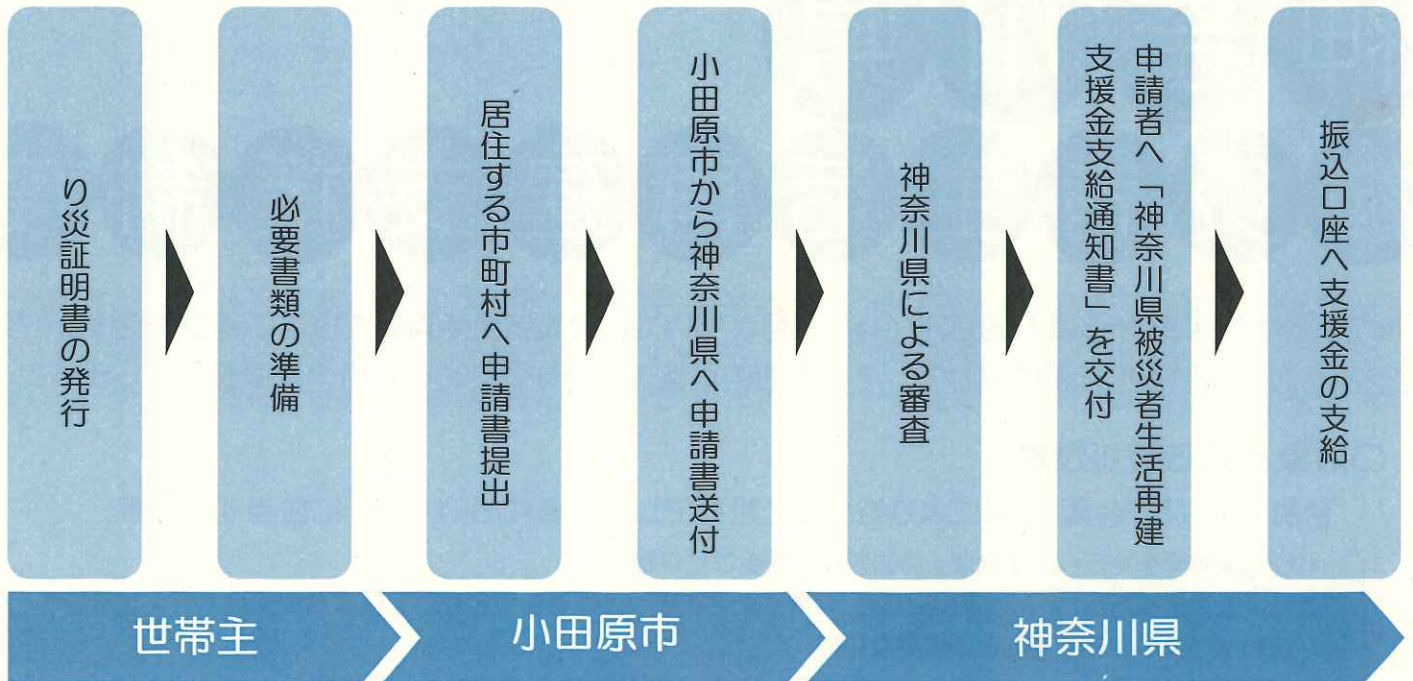 り災証明書の発行
必要書類の準備
居住する市町村へ申請書提出
小田原市から神奈川県へ申請書送付
神奈川県による審査
申請者へ「神奈川県被災者生活再建
支援金支給通知書」を交付
振込口座へ支援金の支給
世帯主
小田原市
神奈川県